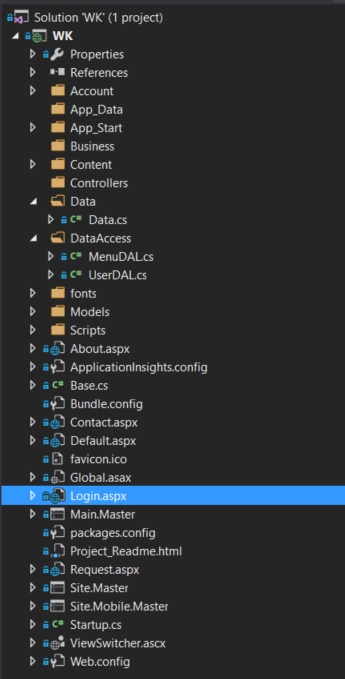 Solution 'WK' (1 project)
WK
Properties
References
Account
App_Data
App_Start
Business
Content
Controllers
Data
C# Data.cs
DataAccess
C# MenuDAL.cs
C# UserDAL.cs
fonts
Models
Scripts
About.aspx
ApplicationInsights.config
C# Base.cs
Bundle.config
Contact.aspx
Default.aspx
favicon.ico
Global.asax
Login.aspx
Main.Master
packages.config
Project_Readme.html
Request.aspx
Site.Master
Site.Mobile.Master
C# Startup.cs
ViewSwitcher.ascx
Web.config